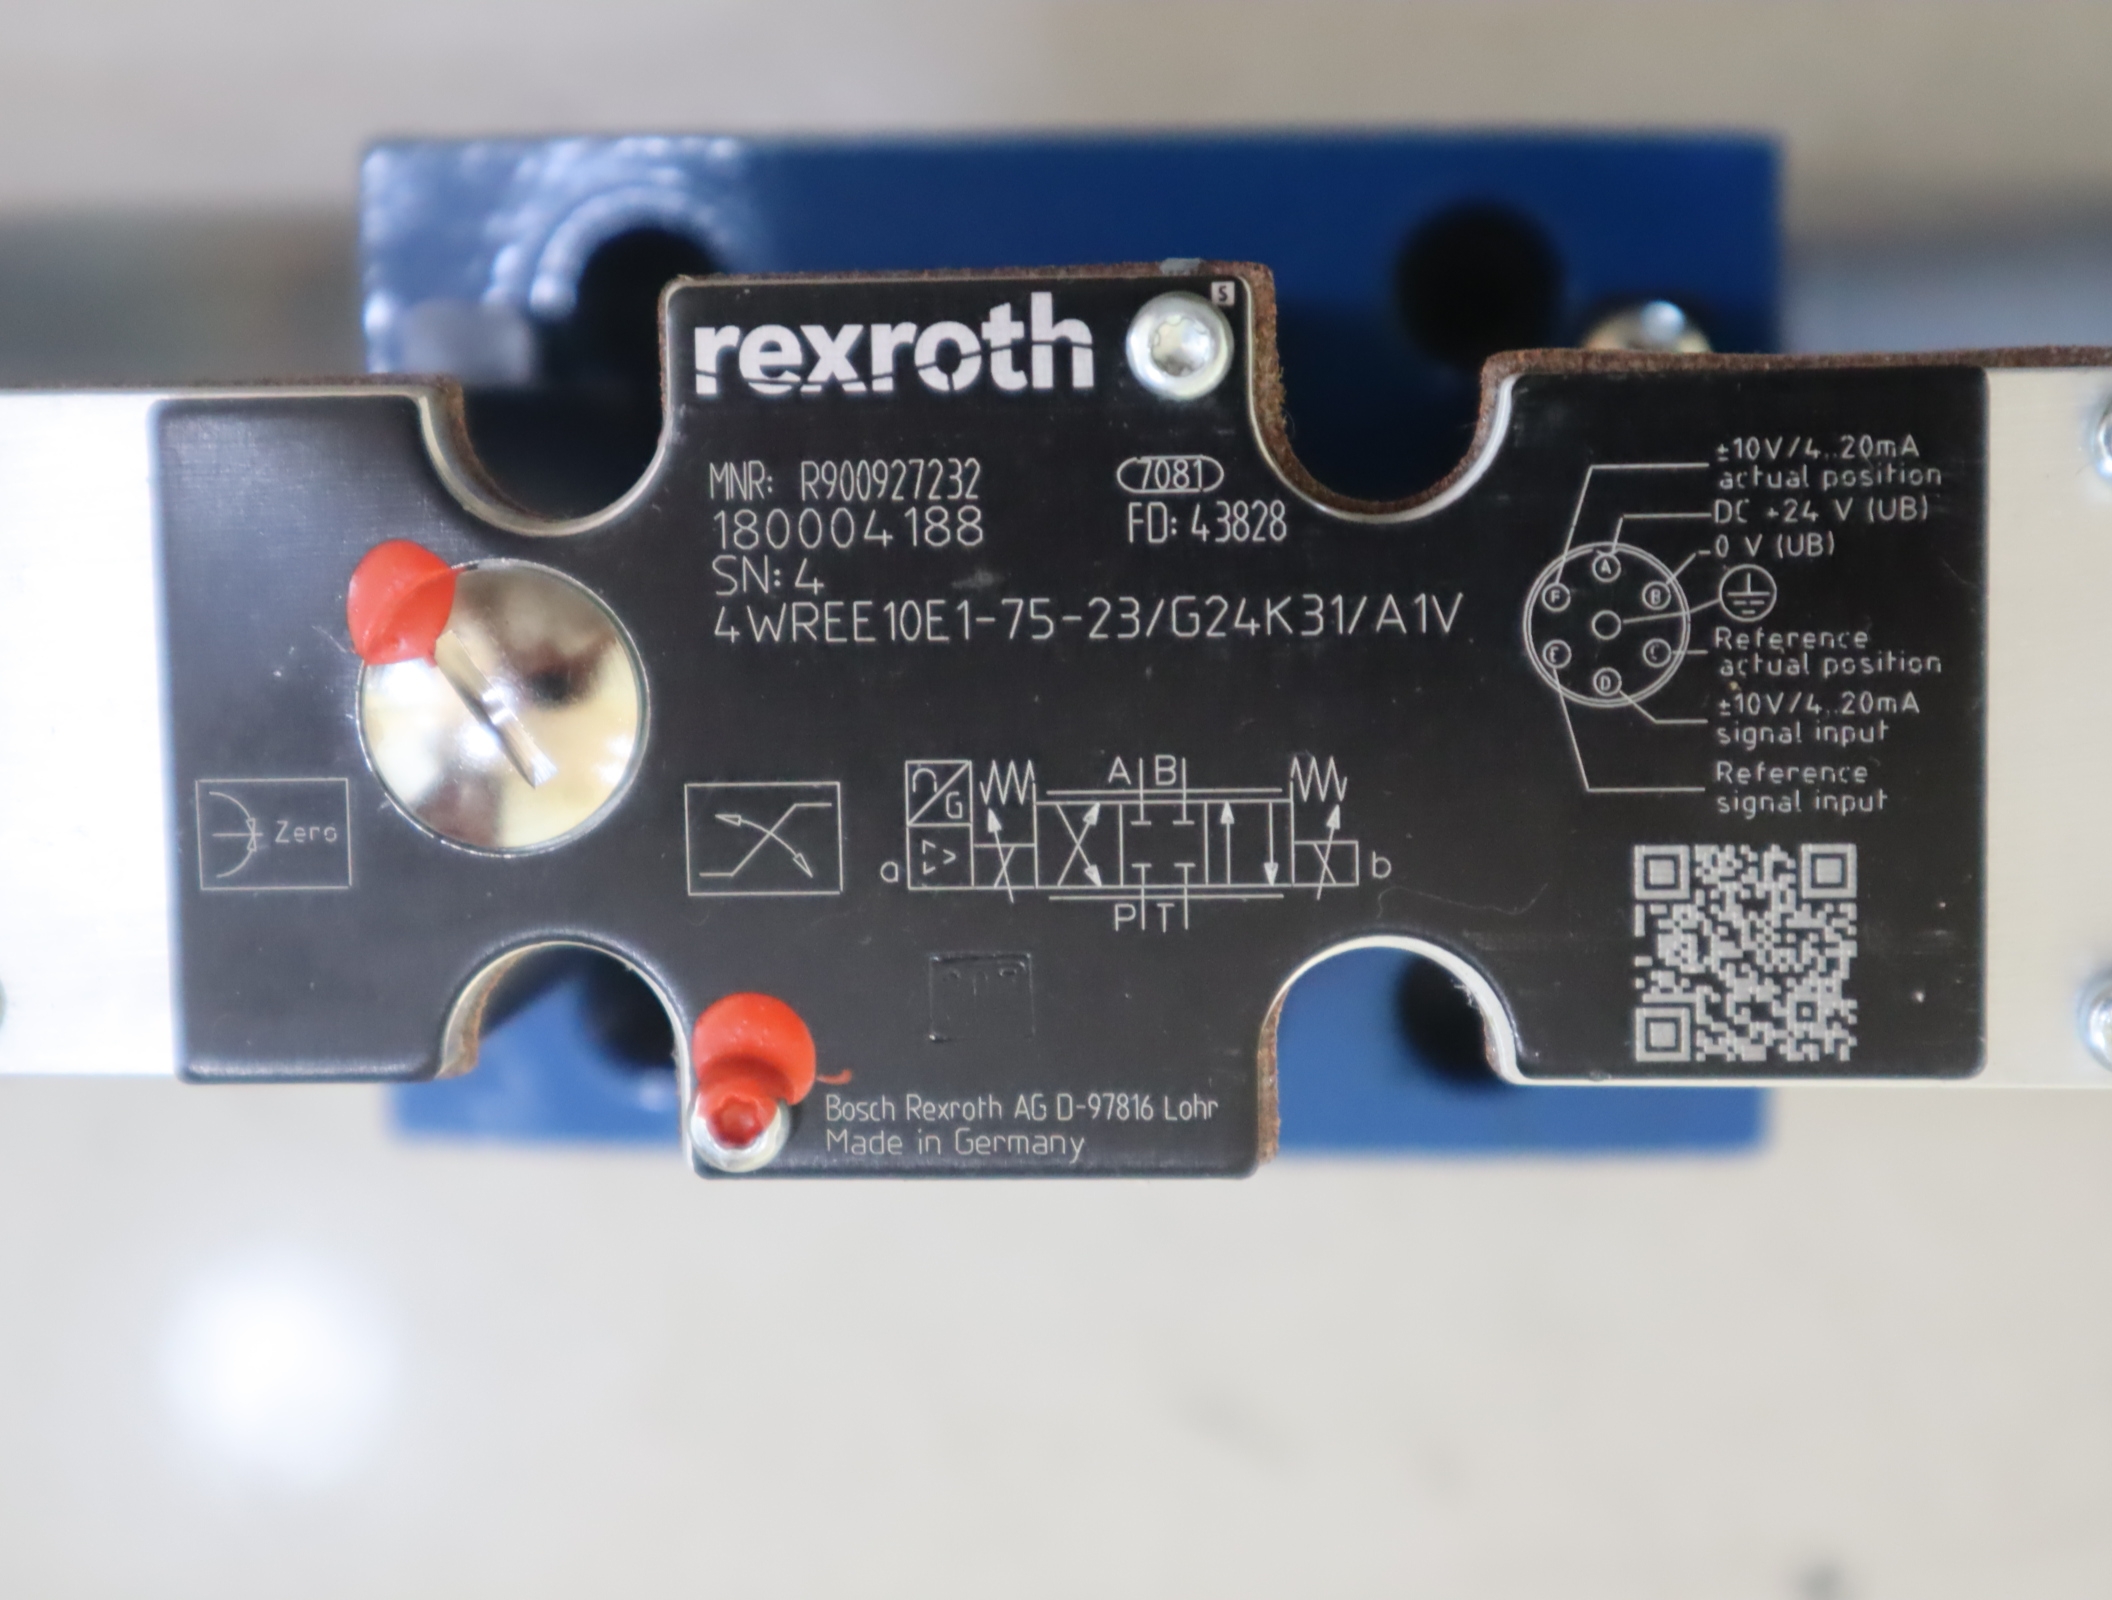 rexroth
S
MNR: R900927232
7081
180004188
FD: 43828
SN: 4
4WREE10E1-75-23/G24K31/A1V
±10V/4..20mA
actual position
DC +24 V (UB)
-0 V (UB)
A
F
B
E
C
D
Reference
actual position
±10V/4..20mA
signal input
Reference
signal input
Zero
G
A B
a
b
P T
Bosch Rexroth AG D-97816 Lohr
Made in Germany